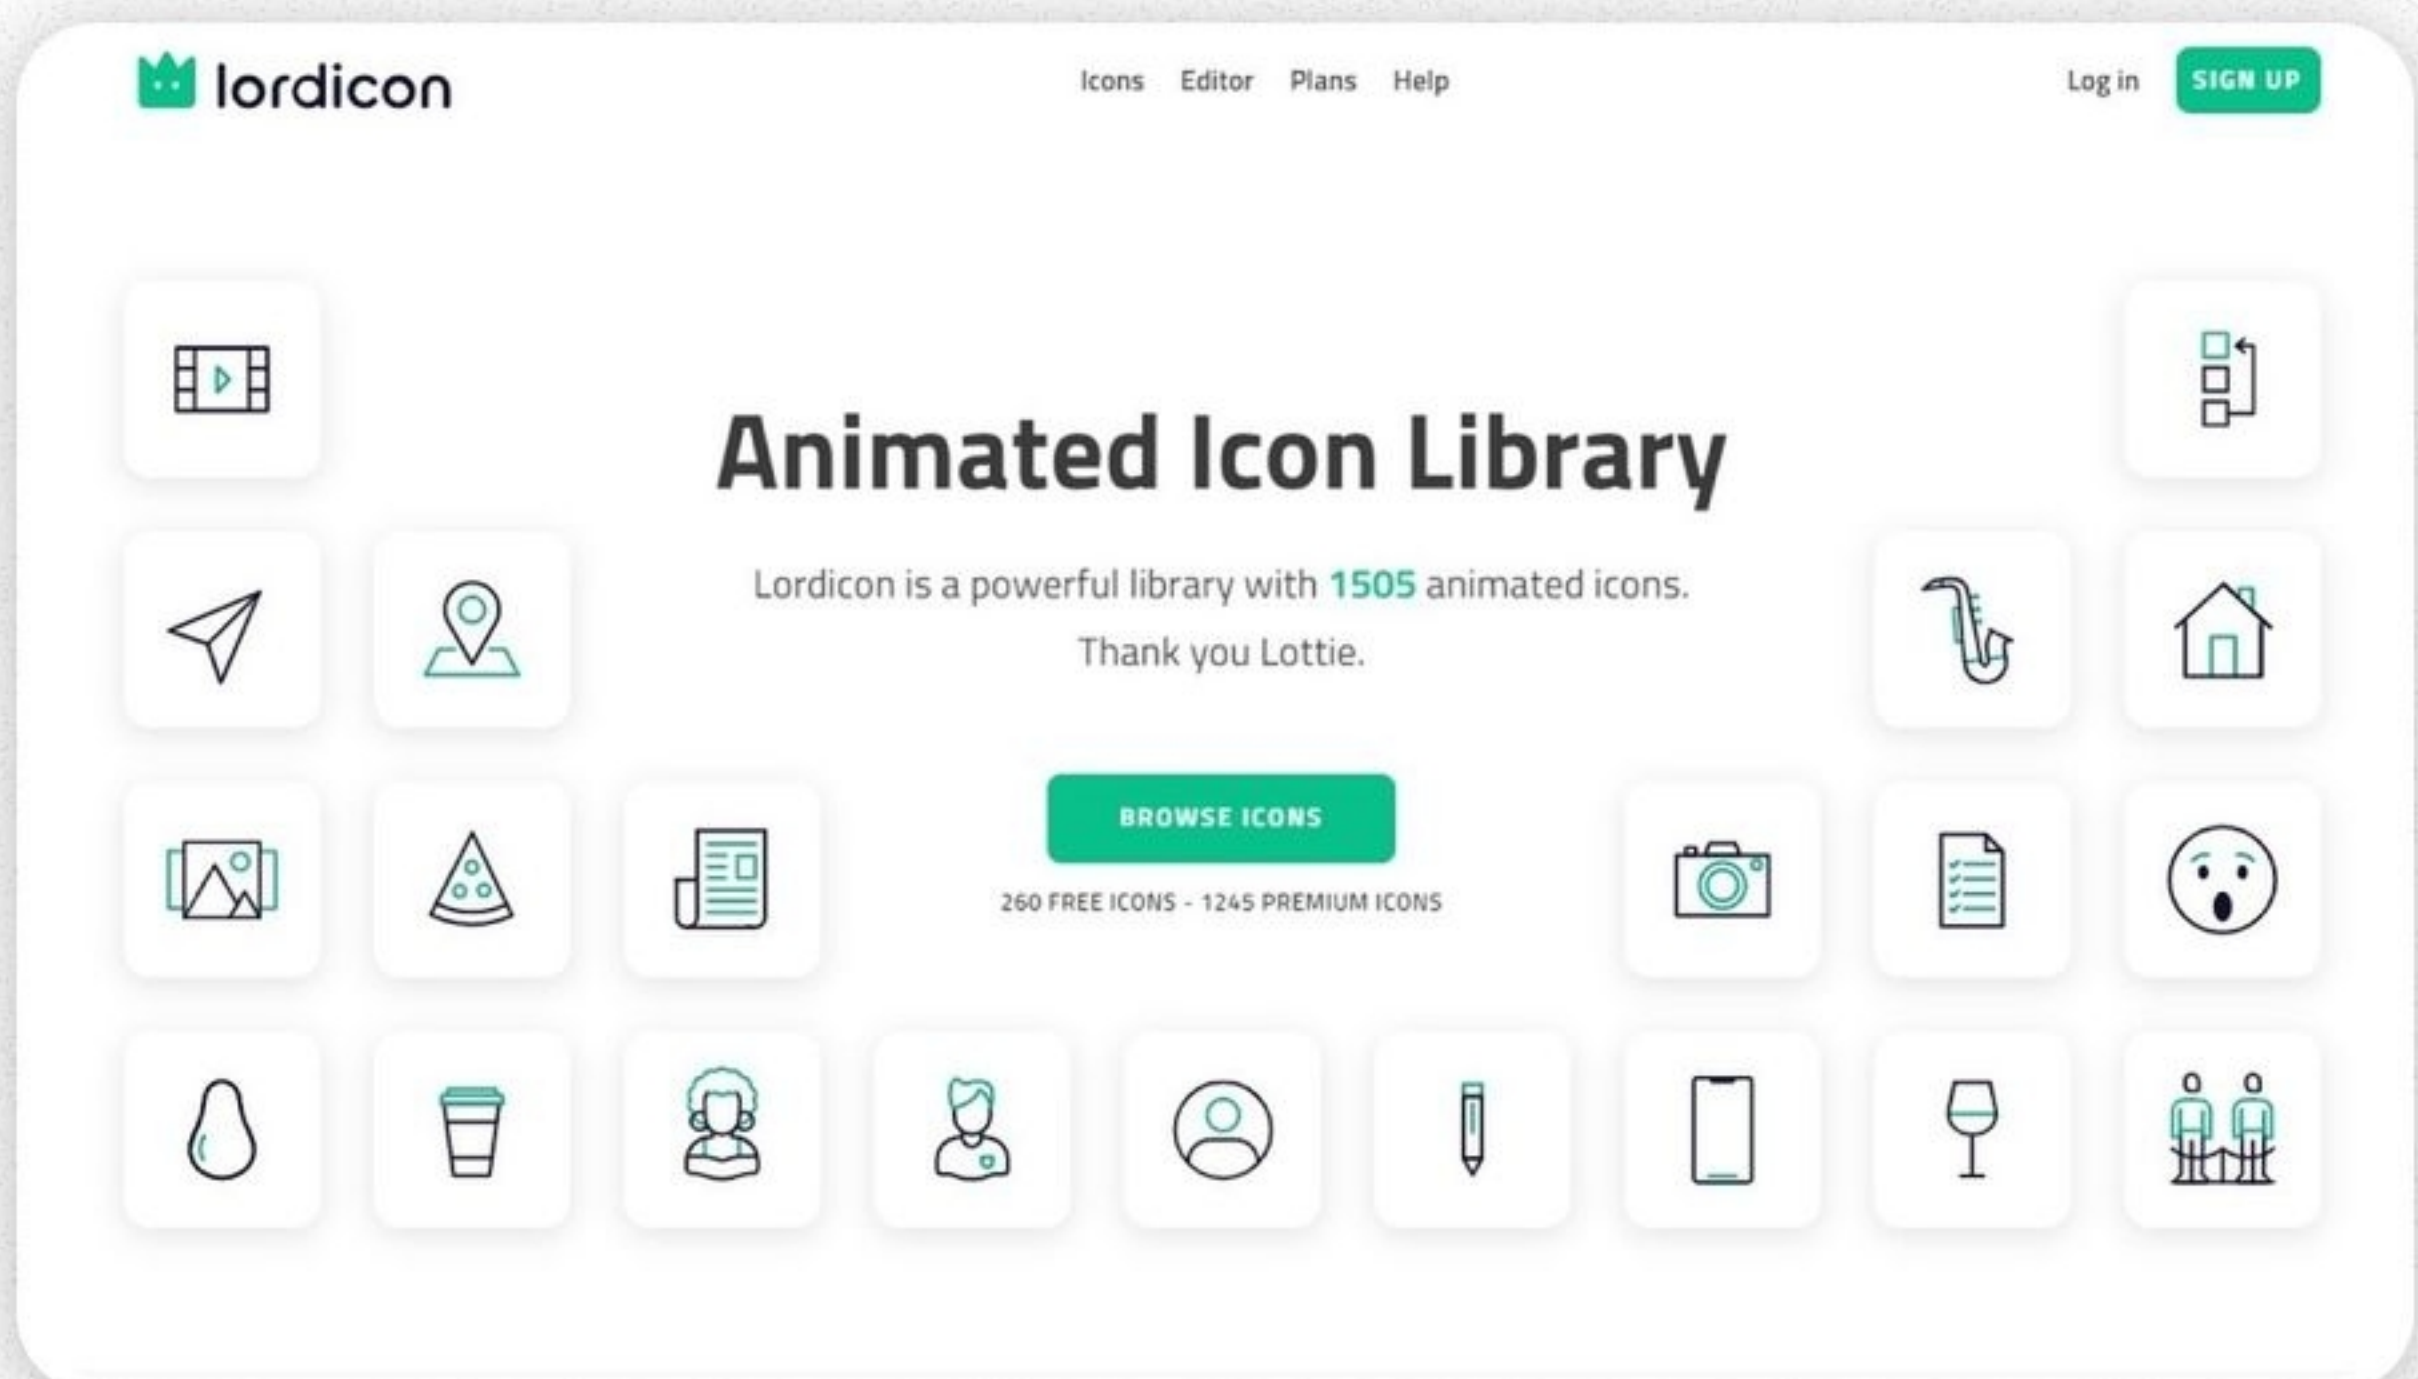 lordicon
Icons Editor Plans Help
Log in SIGN UP
Animated Icon Library
Lordicon is a powerful library with 1505 animated icons.
Thank you Lottie.
BROWSE ICONS
260 FREE ICONS - 1245 PREMIUM ICONS